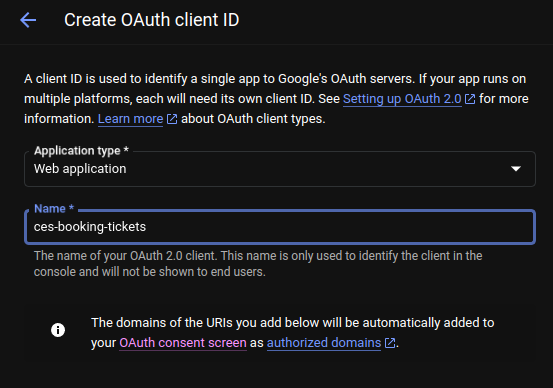 Create OAuth client ID
A client ID is used to identify a single app to Google's OAuth servers. If your app runs on
multiple platforms, each will need its own client ID. See Setting up OAuth 2.0 for more
information. Learn more about OAuth client types.
Application type *
Web application
Name *
ces-booking-tickets
The name of your OAuth 2.0 client. This name is only used to identify the client in the
console and will not be shown to end users.
The domains of the URIs you add below will be automatically added to
your OAuth consent screen as authorized domains.